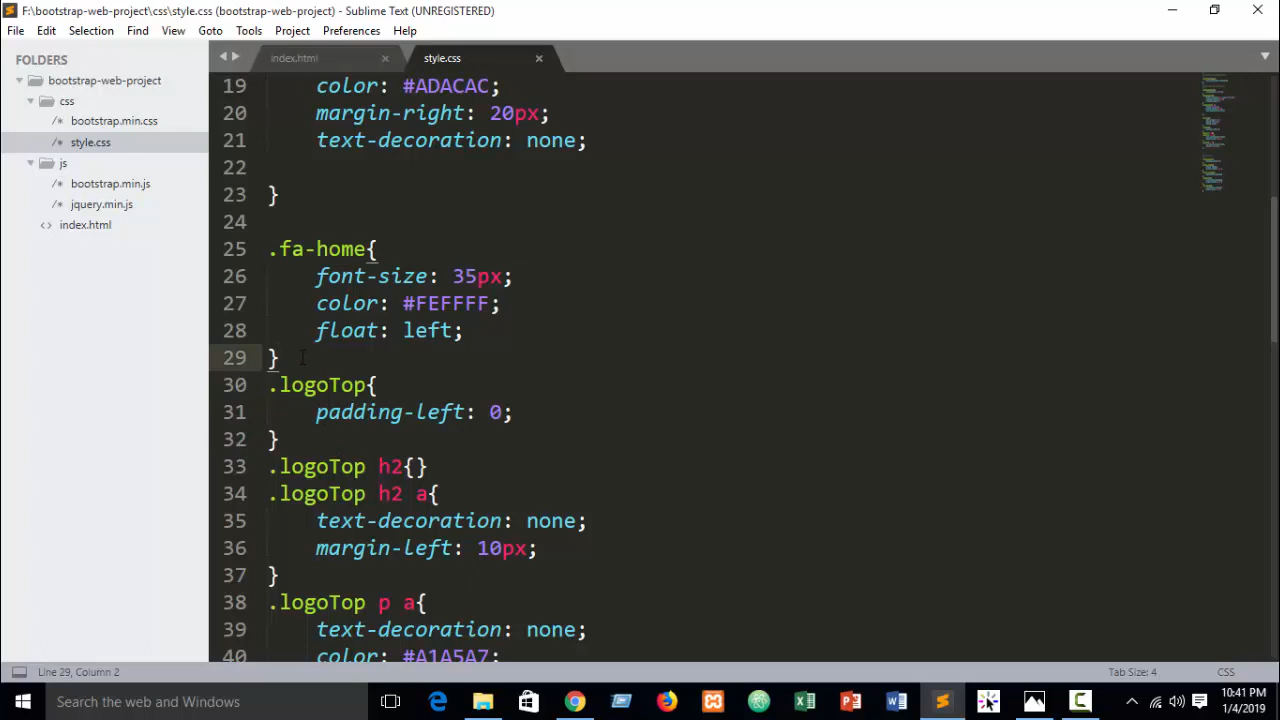 F:\bootstrap-web-project\css\style.css (bootstrap-web-project) - Sublime Text (UNREGISTERED)
File Edit Selection Find View Goto Tools Project Preferences Help
FOLDERS
bootstrap-web-project
css
/* bootstrap.min.css
/* style.css
js
/* bootstrap.min.js
/* jquery.min.js
<> index.html
index.html × style.css ×
19 color: #ADACAC;
20 margin-right: 20px;
21 text-decoration: none;
22
23 }
24
25 .fa-home{
26 font-size: 35px;
27 color: #FEFFFF;
28 float: left;
29 }
30 .logoTop{
31 padding-left: 0;
32 }
33 .logoTop h2{}
34 .logoTop h2 a{
35 text-decoration: none;
36 margin-left: 10px;
37 }
38 .logoTop p a{
39 text-decoration: none;
40 color: #A1A5A7;
Line 29, Column 2
Tab Size: 4 CSS
Search the web and Windows
10:41 PM
1/4/2019